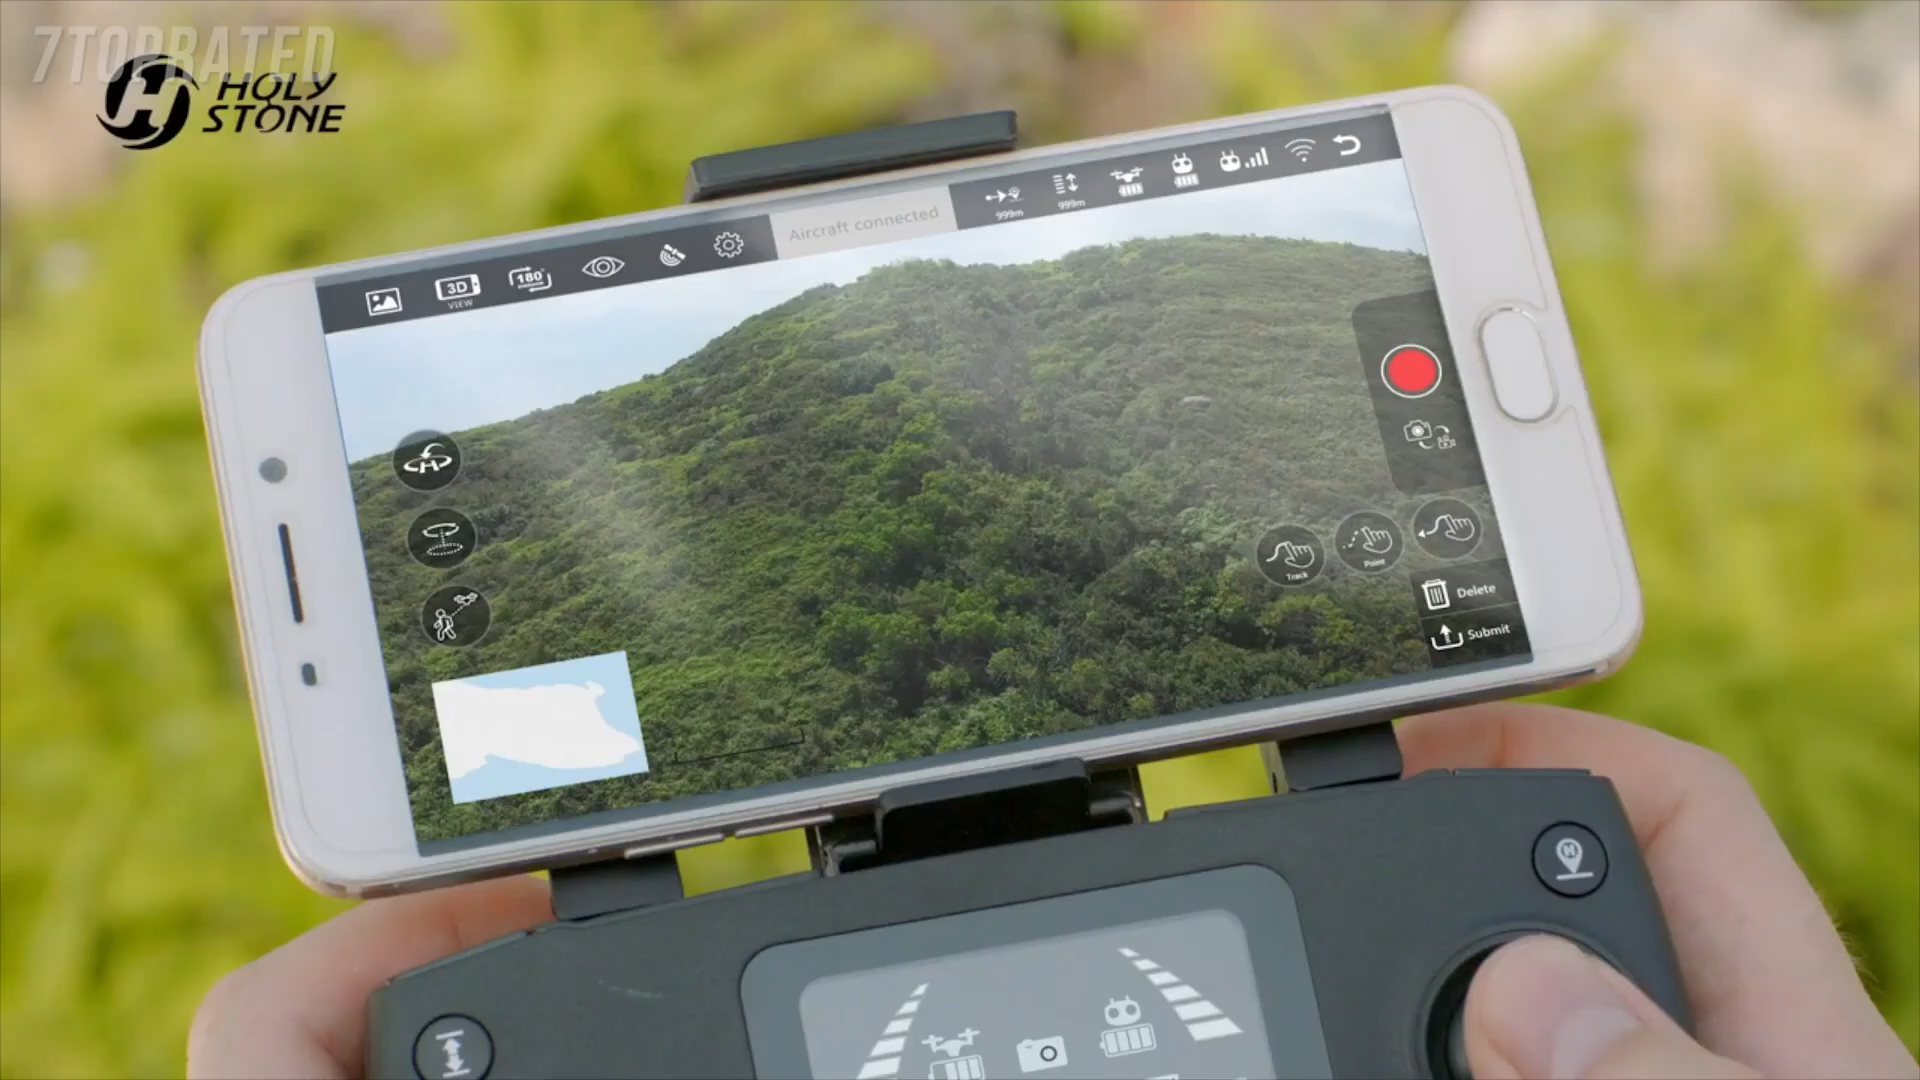 7TOPRATED
HOLY
STONE
Aircraft connected
999m
999m
3D
VIEW
180°
H
Track
Point
Delete
Submit
H